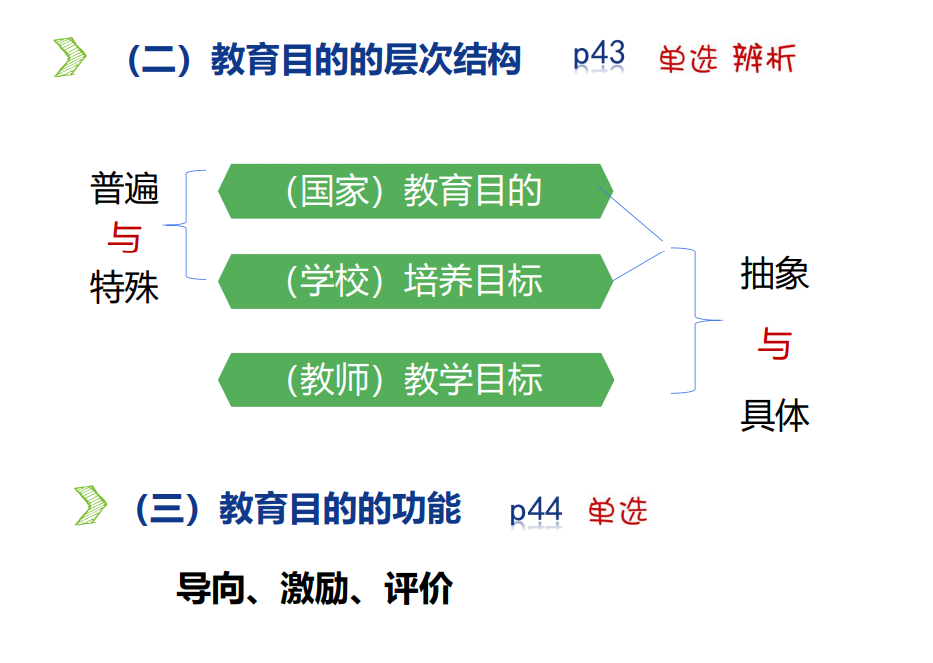 （二）教育目的的层次结构 p43 单选 辨析
普遍
与
特殊
（国家）教育目的
（学校）培养目标
（教师）教学目标
抽象
与
具体
（三）教育目的的功能 p44 单选
导向、激励、评价